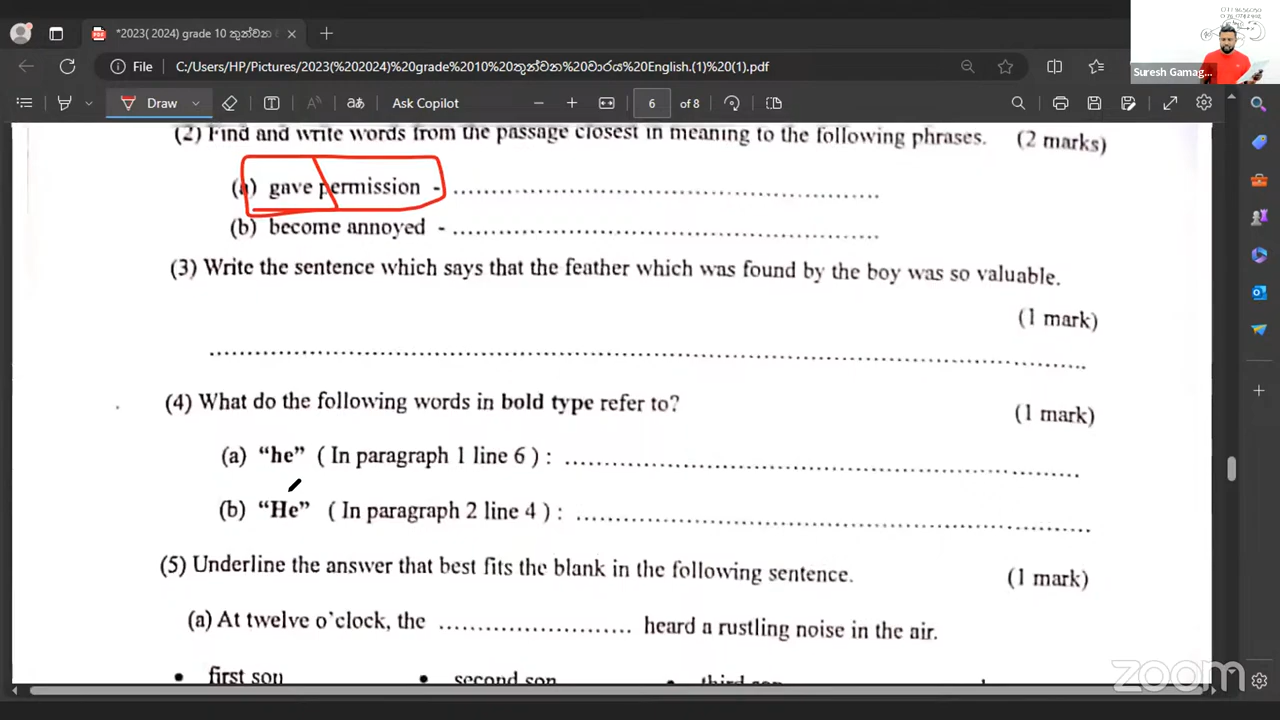 *2023( 2024) grade 10 තුන්වන
011 9656050
Suresh Gamag...
File
C:/Users/HP/Pictures/2023(%202024)%20grade%2010%20තුන්වන%20වාරය%20English.(1)%20(1).pdf
Draw
Ask Copilot
6 of 8
(2) Find and write words from the passage closest in meaning to the following phrases. (2 marks)
(a) gave permission - ........................
(b) become annoyed - ........................
(3) Write the sentence which says that the feather which was found by the boy was so valuable.
(1 mark)
........................
(4) What do the following words in bold type refer to? (1 mark)
(a) “he” ( In paragraph 1 line 6 ) : ........................
(b) “He” ( In paragraph 2 line 4 ) : ........................
(5) Underline the answer that best fits the blank in the following sentence. (1 mark)
(a) At twelve o`clock, the ........................ heard a rustling noise in the air.
• first son • second son • third son
zoom